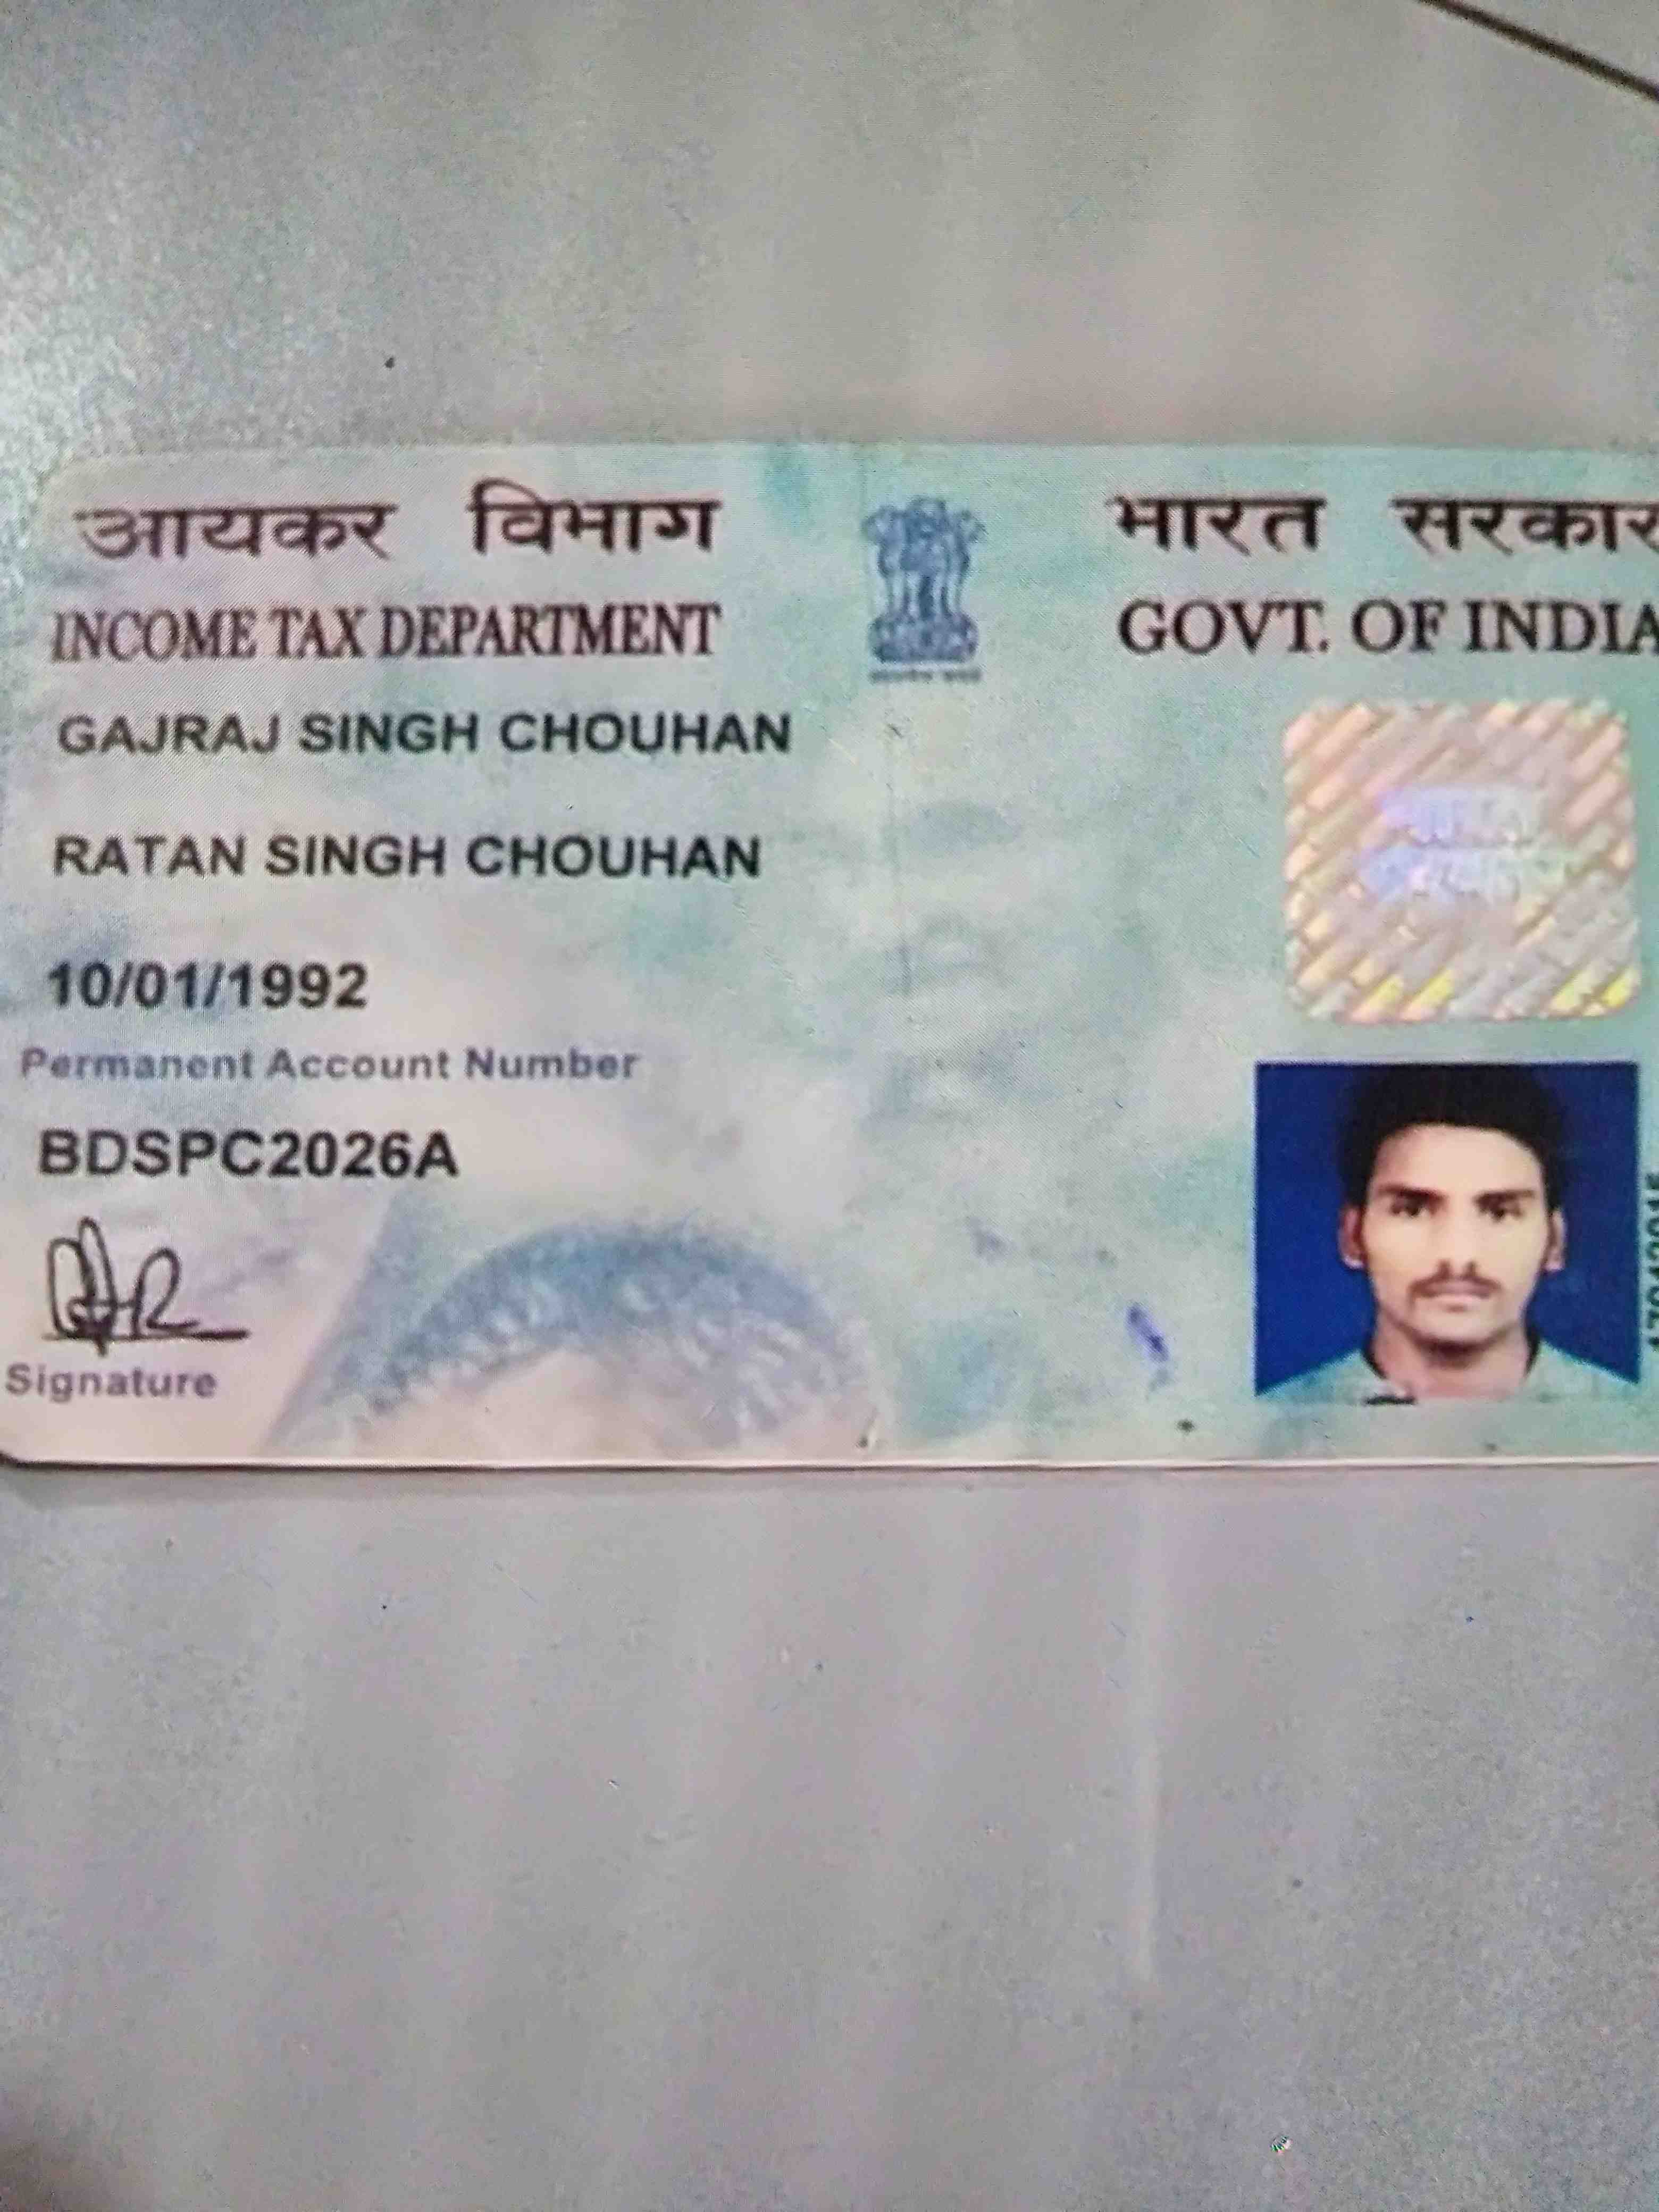 आयकर विभाग
INCOME TAX DEPARTMENT
भारत सरकार
GOVT. OF INDIA
GAJRAJ SINGH CHOUHAN
RATAN SINGH CHOUHAN
10/01/1992
Permanent Account Number
BDSPC2026A
Signature